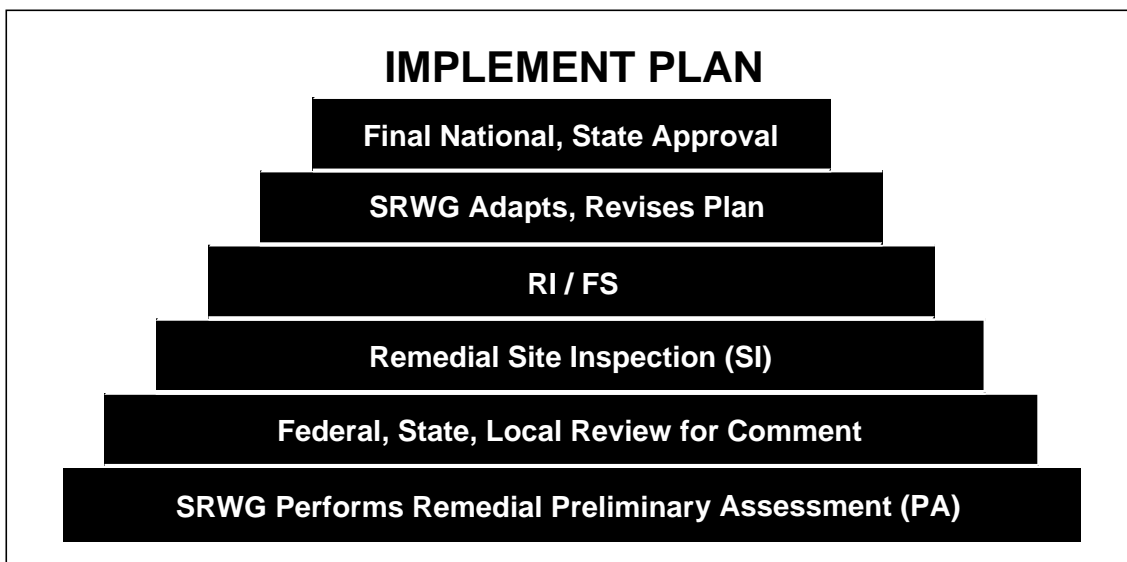 IMPLEMENT PLAN
Final National, State Approval
SRWG Adapts, Revises Plan
RI / FS
Remedial Site Inspection (SI)
Federal, State, Local Review for Comment
SRWG Performs Remedial Preliminary Assessment (PA)